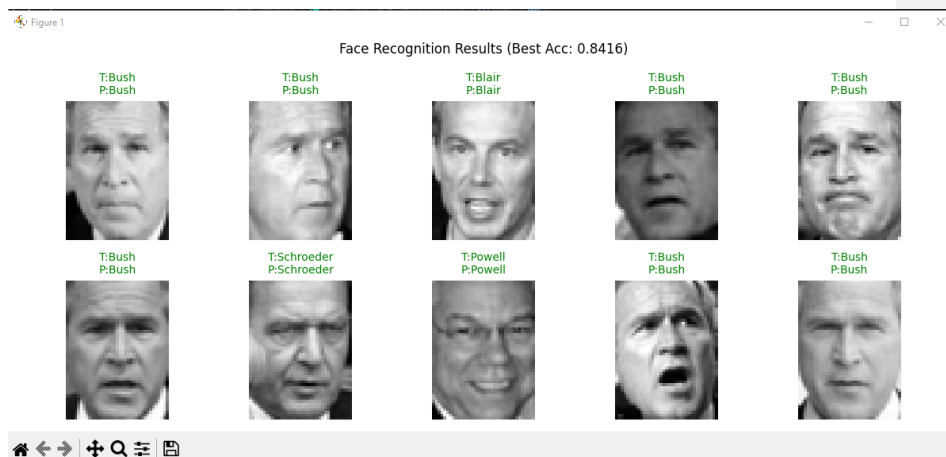 Figure 1
Face Recognition Results (Best Acc: 0.8416)
T:Bush
P:Bush
T:Bush
P:Bush
T:Blair
P:Blair
T:Bush
P:Bush
T:Bush
P:Bush
T:Bush
P:Bush
T:Schroeder
P:Schroeder
T:Powell
P:Powell
T:Bush
P:Bush
T:Bush
P:Bush